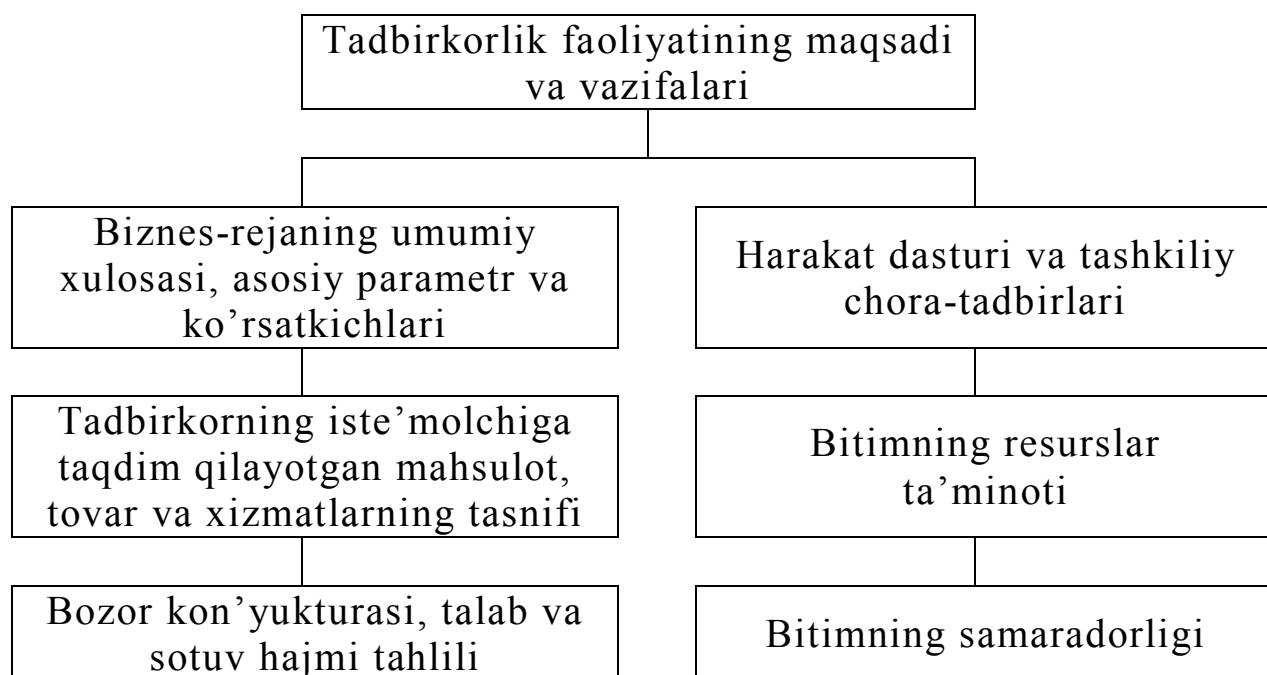 Tadbirkorlik faoliyatining maqsadi
va vazifalari
Biznes-rejaning umumiy
xulosasi, asosiy parametr va
ko’rsatkichlari
Tadbirkorning iste’molchiga
taqdim qilayotgan mahsulot,
tovar va xizmatlarning tasnifi
Bozor kon’yukturasi, talab va
sotuv hajmi tahlili
Harakat dasturi va tashkiliy
chora-tadbirlari
Bitimning resurslar
ta’minoti
Bitimning samaradorligi